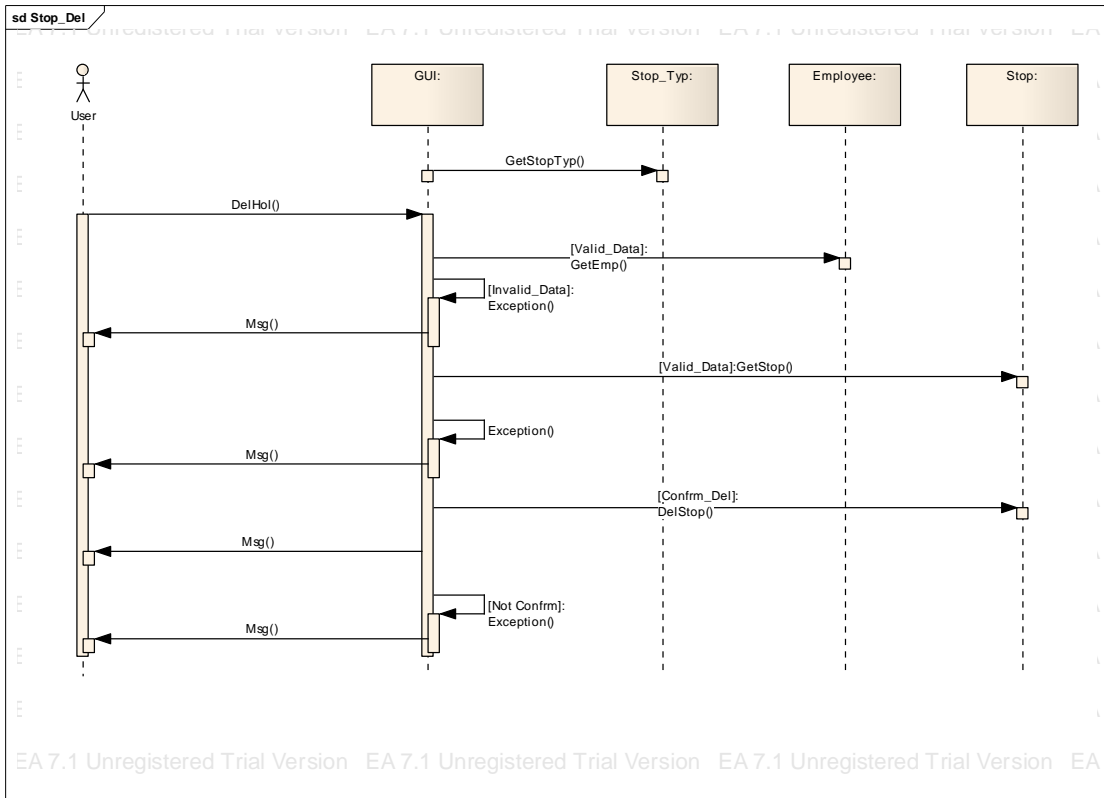 sd Stop_Del
EA 7.1 Unregistered Trial Version EA 7.1 Unregistered Trial Version EA 7.1 Unregistered Trial Version EA
User
GUI:
Stop_Typ:
Employee:
Stop:
GetStopTyp()
DelHol()
[Valid_Data]:
GetEmp()
[Invalid_Data]:
Exception()
Msg()
[Valid_Data]:GetStop()
Exception()
Msg()
[Confrm_Del]:
DelStop()
Msg()
[Not Confrm]:
Exception()
Msg()
EA 7.1 Unregistered Trial Version EA 7.1 Unregistered Trial Version EA 7.1 Unregistered Trial Version EA